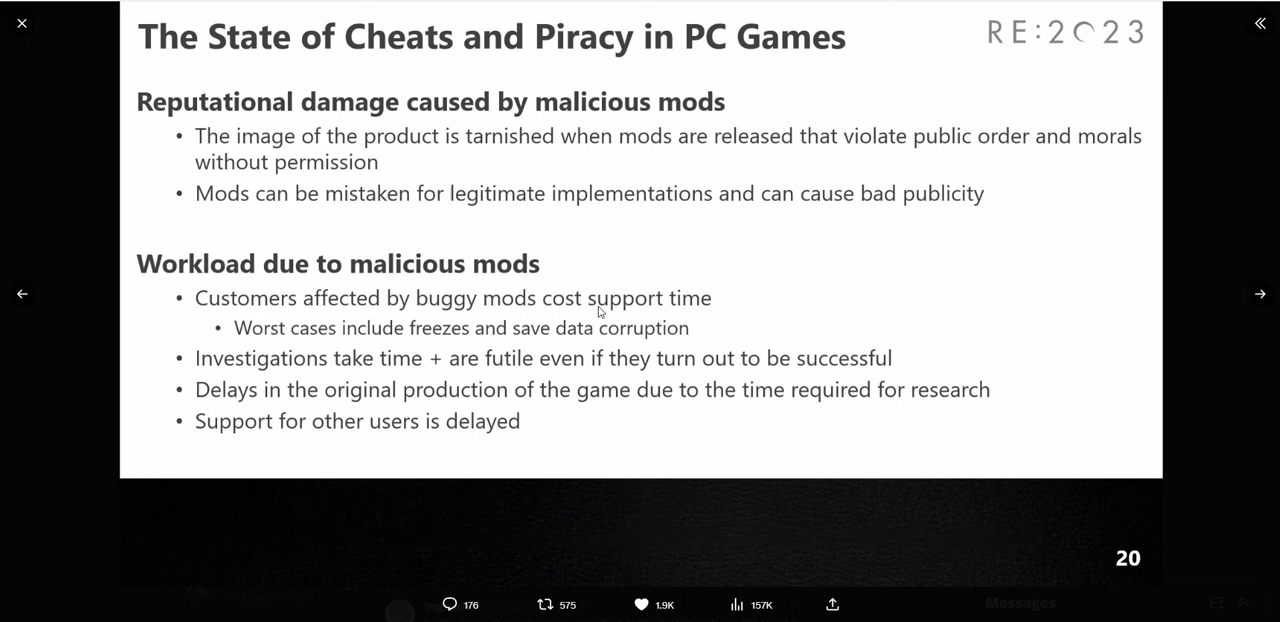 The State of Cheats and Piracy in PC Games
RE:2023
Reputational damage caused by malicious mods
• The image of the product is tarnished when mods are released that violate public order and morals
without permission
• Mods can be mistaken for legitimate implementations and can cause bad publicity
Workload due to malicious mods
• Customers affected by buggy mods cost support time
• Worst cases include freezes and save data corruption
• Investigations take time + are futile even if they turn out to be successful
• Delays in the original production of the game due to the time required for research
• Support for other users is delayed
20
176 575 1.9K 157K
Messages